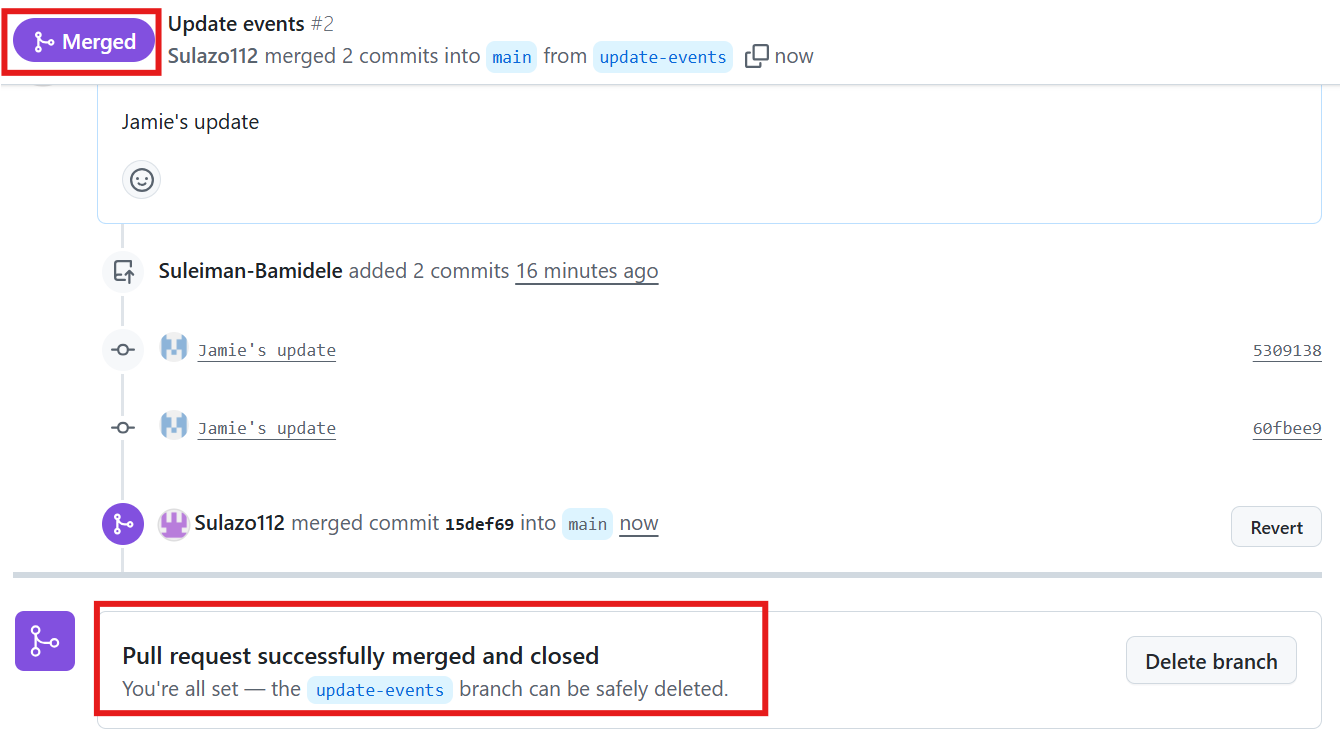 Merged
Update events #2
Sulazo112 merged 2 commits into main from update-events now
Jamie's update
Suleiman-Bamidele added 2 commits 16 minutes ago
Jamie's update 5309138
Jamie's update 60fbee9
Sulazo112 merged commit 15def69 into main now Revert
Pull request successfully merged and closed
You're all set — the update-events branch can be safely deleted.
Delete branch